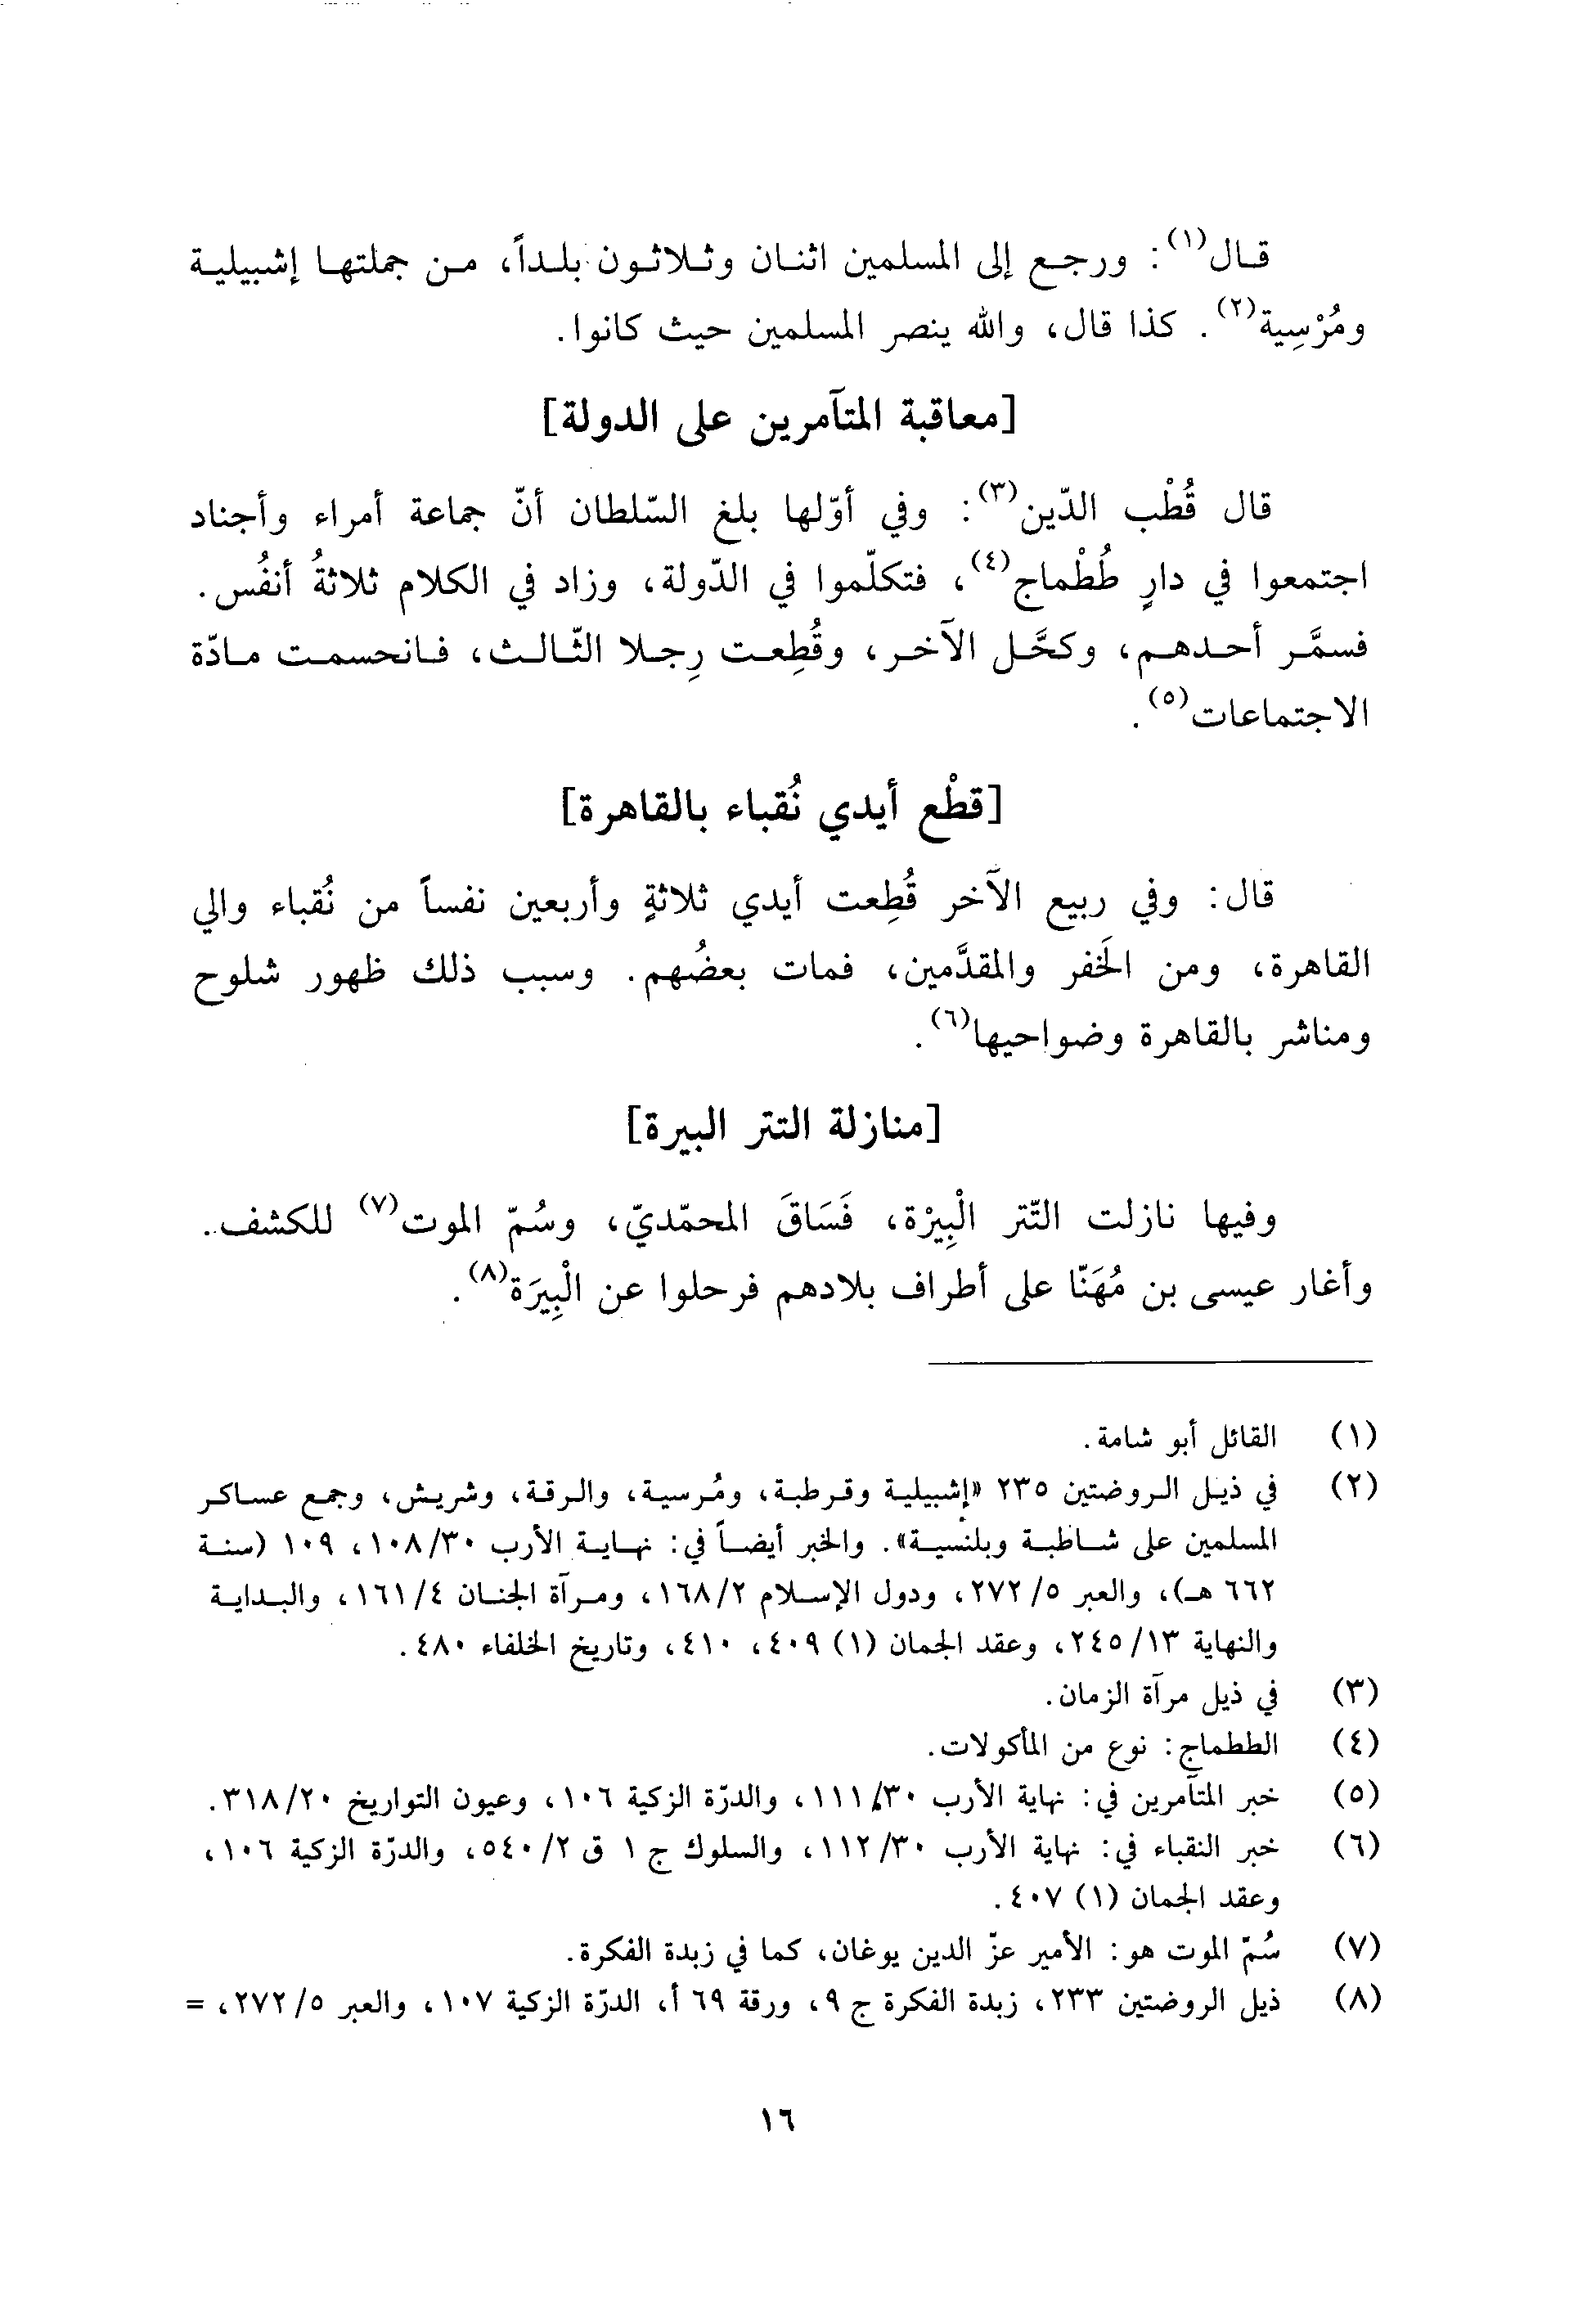 قال(١): ورجع إلى المسلمين اثنان وثلاثون بلداً، من جملتها إشبيلية
ومُرْسِية(٢). كذا قال، والله ينصر المسلمين حيث كانوا.
[معاقبة المتآمرين على الدولة]
قال قُطْب الدّين(٣): وفي أوّلها بلغ السّلطان أنّ جماعة أمراء وأجناد
اجتمعوا في دارٍ طُطْماج(٤)، فتكلّموا في الدّولة، وزاد في الكلام ثلاثةُ أنفُس.
فسمَّر أحدهم، وكحَّل الآخر، وقُطِعت رِجلا الثّالث، فانحسمت مادّة
الاجتماعات(٥).
[قطْع أيدي نُقباء بالقاهرة]
قال: وفي ربيع الآخر قُطِعت أيدي ثلاثةٍ وأربعين نفساً من نُقباء والي
القاهرة، ومن الخَفر والمقدَّمين، فمات بعضُهم. وسبب ذلك ظهور شلوح
ومناشر بالقاهرة وضواحيها(٦).
[منازلة التتر البيرة]
وفيها نازلت التّتر الْبِيرْة، فَسَاقَ المحمّديّ، وسُمّ الموت(٧) للكشف..
وأغار عيسى بن مُهَنّا على أطراف بلادهم فرحلوا عن الْبِيرَة(٨).
(١) القائل أبو شامة.
(٢) في ذيل الروضتين ٢٣٥ «إشبيلية وقرطبة، ومُرسية، والرقة، وشريش، وجمع عساكر
المسلمين على شاطبة وبلنسية». والخبر أيضاً في: نهاية الأرب ١٠٨/٣٠، ١٠٩ (سنة
٦٦٢ هـ)، والعبر ٥/ ٢٧٢، ودول الإسلام ١٦٨/٢، ومرآة الجنان ١٦١/٤، والبداية
والنهاية ٢٤٥/١٣، وعقد الجمان (١) ٤٠٩، ٤١٠، وتاريخ الخلفاء ٤٨٠.
(٣) في ذيل مرآة الزمان.
(٤) الططماج: نوع من المأكولات.
(٥) خبر المتآمرين في: نهاية الأرب ١١١/٣٠، والدرّة الزكية ١٠٦، وعيون التواريخ ٣١٨/٢٠.
(٦) خبر النقباء في: نهاية الأرب ١١٢/٣٠، والسلوك ج ١ ق ٥٤٠/٢، والدرّة الزكية ١٠٦،
وعقد الجمان (١) ٤٠٧.
(٧) سُمّ الموت هو: الأمير عزّ الدين يوغان، كما في زبدة الفكرة.
(٨) ذيل الروضتين ٢٣٣، زبدة الفكرة ج ٩، ورقة ٦٩ أ، الدرّة الزكية ١٠٧، والعبر ٢٧٢/٥، =
١٦